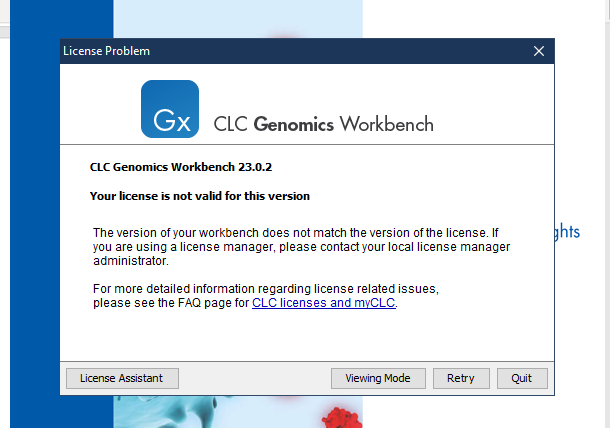 License Problem
Gx
CLC Genomics Workbench
CLC Genomics Workbench 23.0.2
Your license is not valid for this version
The version of your workbench does not match the version of the license. If
you are using a license manager, please contact your local license manager
administrator.
For more detailed information regarding license related issues,
please see the FAQ page for CLC licenses and myCLC.
License Assistant
Viewing Mode
Retry
Quit